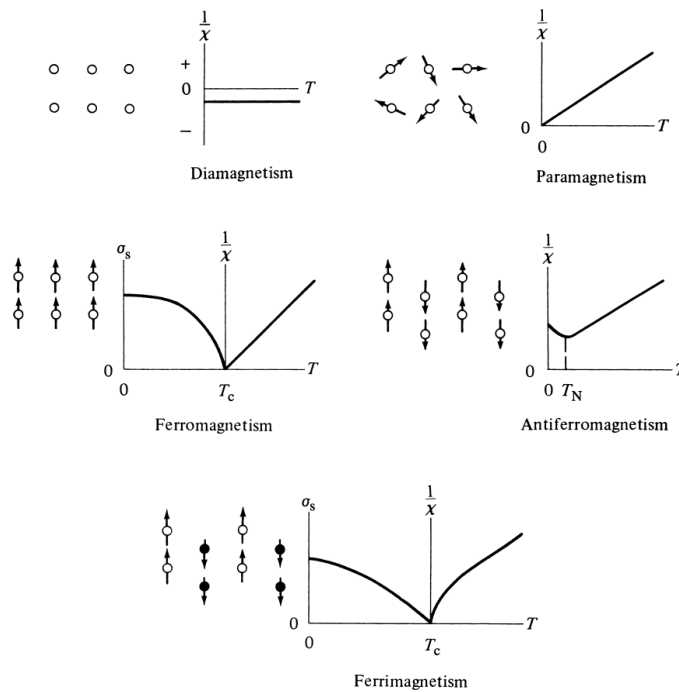 1/χ
+
0
T
−
Diamagnetism
1/χ
0
T
0
Paramagnetism
σs
1/χ
0
T
0
Tc
Ferromagnetism
1/χ
0
T
0 TN
Antiferromagnetism
σs
1/χ
0
T
0
Tc
Ferrimagnetism